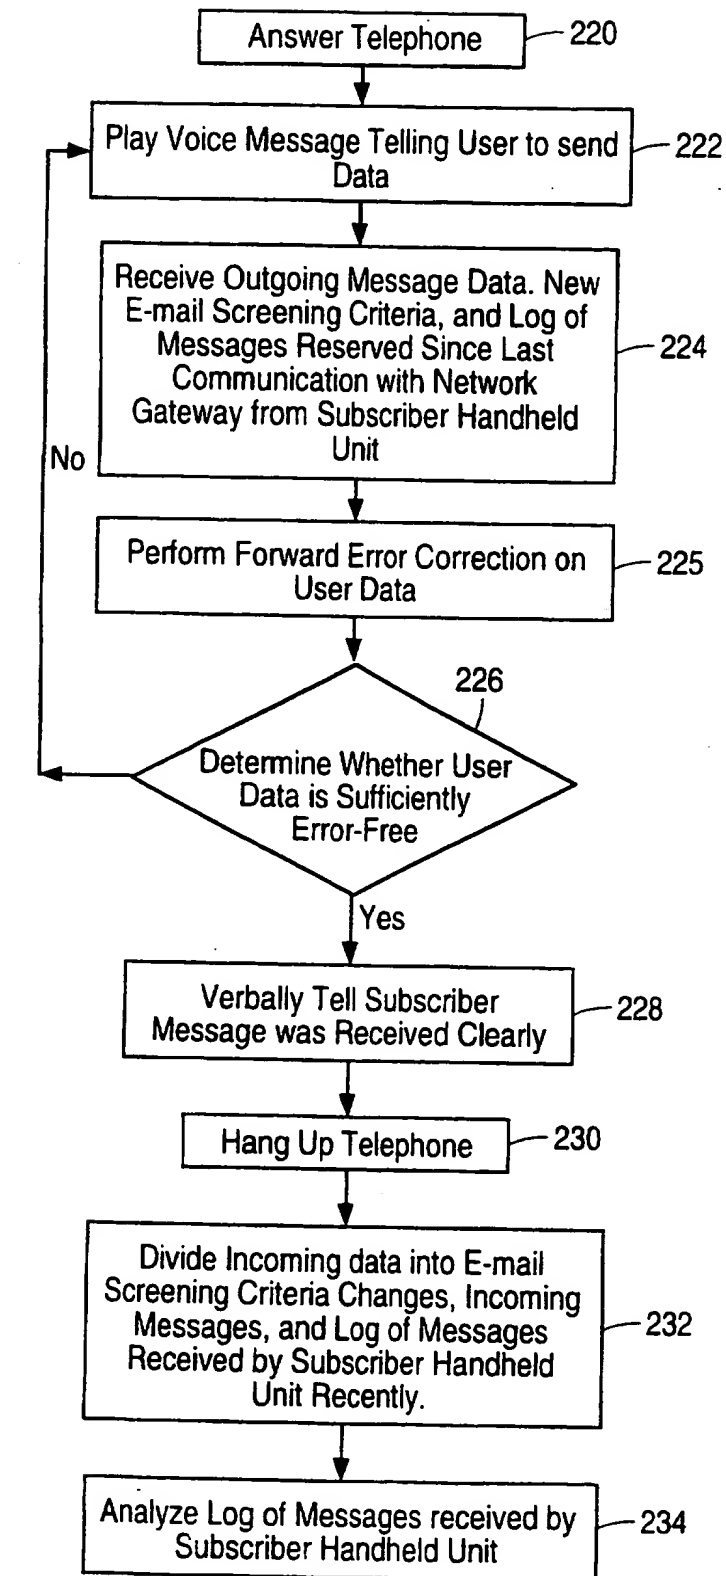 Answer Telephone
220
Play Voice Message Telling User to send
Data
222
Receive Outgoing Message Data. New
E-mail Screening Criteria, and Log of
Messages Reserved Since Last
Communication with Network
Gateway from Subscriber Handheld
Unit
224
No
Perform Forward Error Correction on
User Data
225
226
Determine Whether User
Data is Sufficiently
Error-Free
Yes
Verbally Tell Subscriber
Message was Received Clearly
228
Hang Up Telephone
230
Divide Incoming data into E-mail
Screening Criteria Changes, Incoming
Messages, and Log of Messages
Received by Subscriber Handheld
Unit Recently.
232
Analyze Log of Messages received by
Subscriber Handheld Unit
234